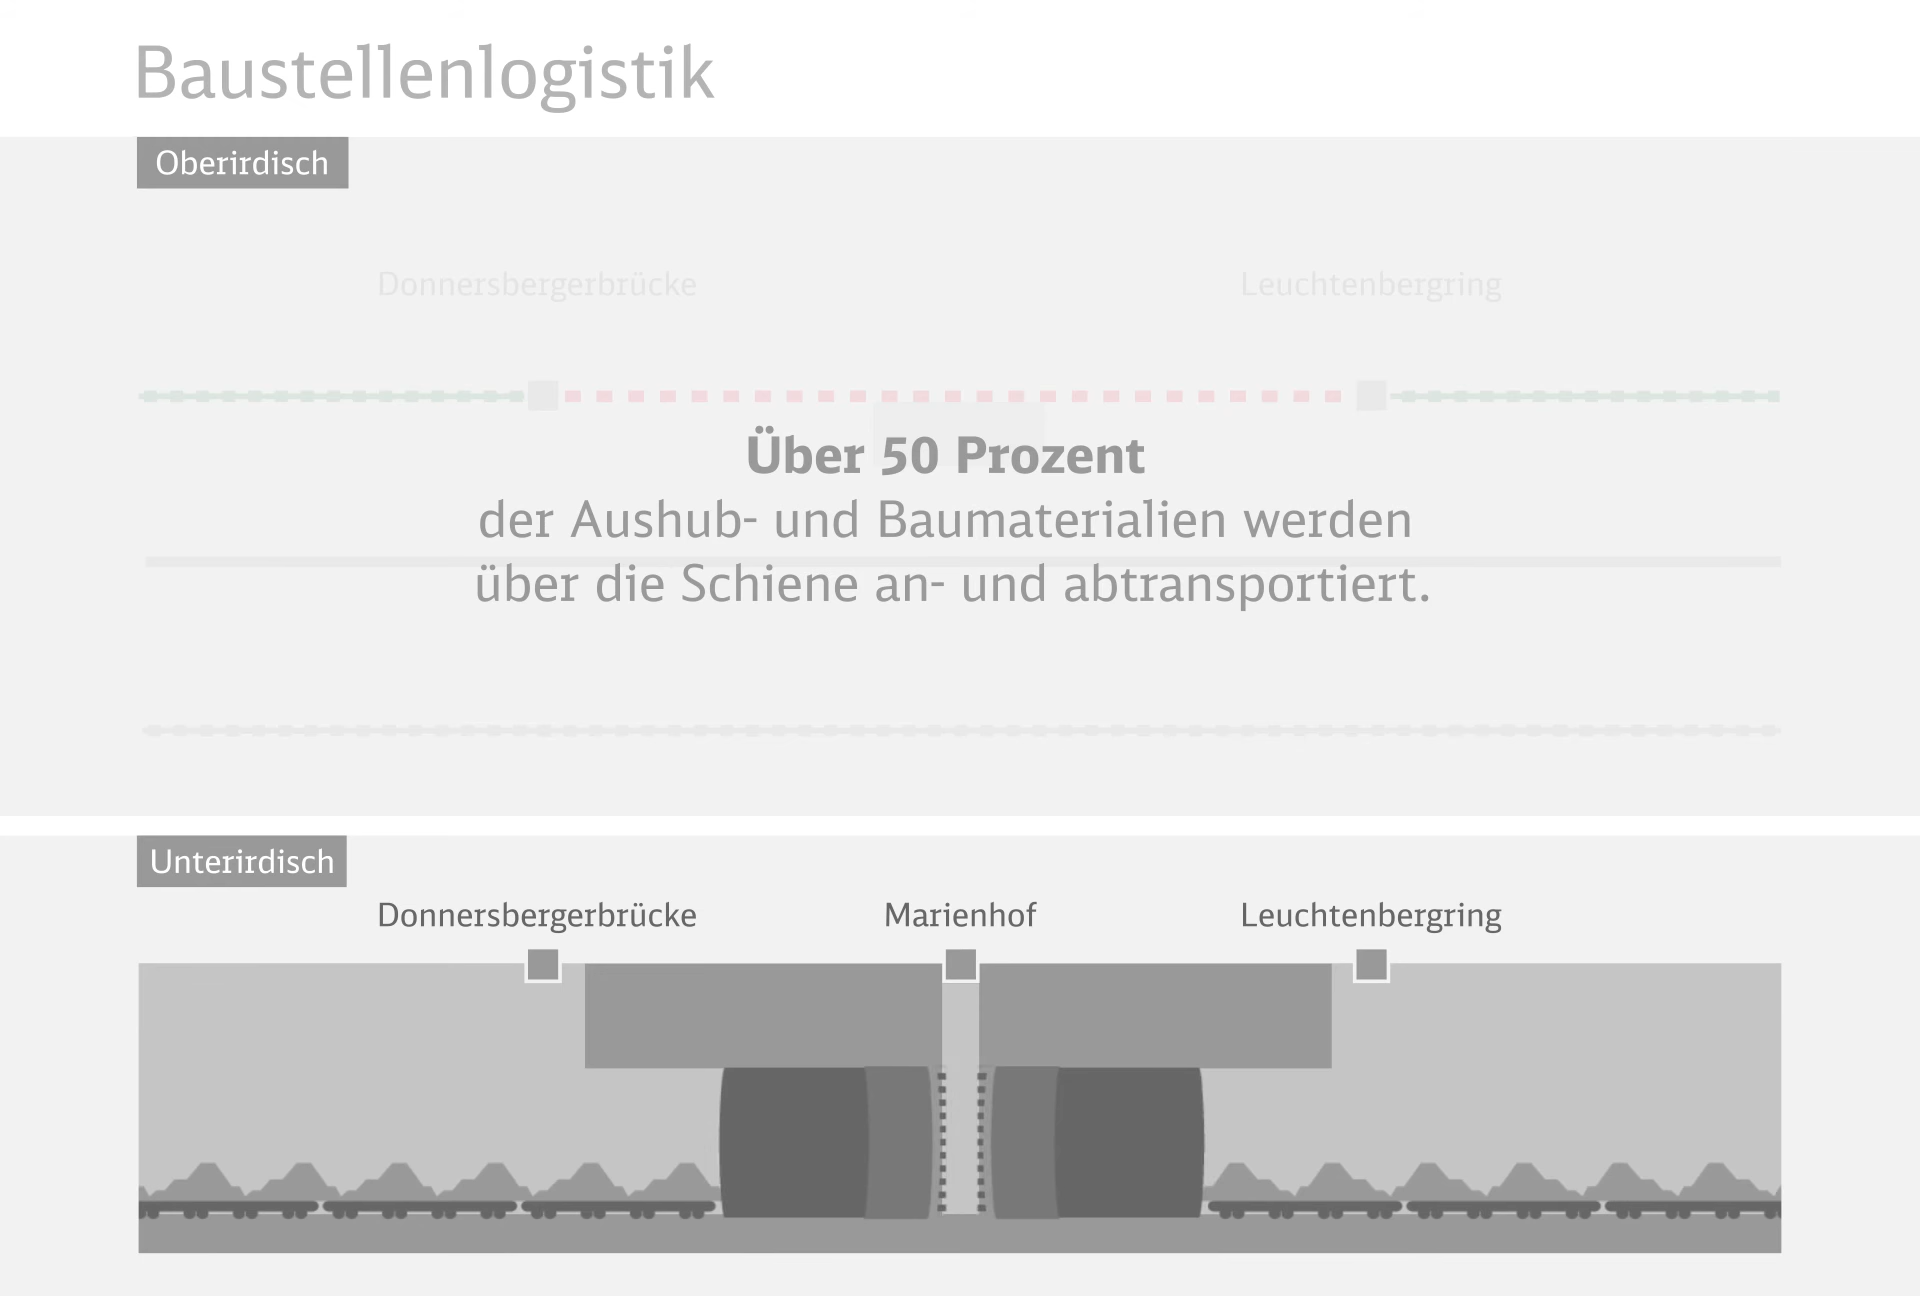 Baustellenlogistik
Oberirdisch
Donnersbergerbrücke
Leuchtenbergring
Über 50 Prozent
der Aushub- und Baumaterialien werden
über die Schiene an- und abtransportiert.
Unterirdisch
Donnersbergerbrücke
Marienhof
Leuchtenbergring